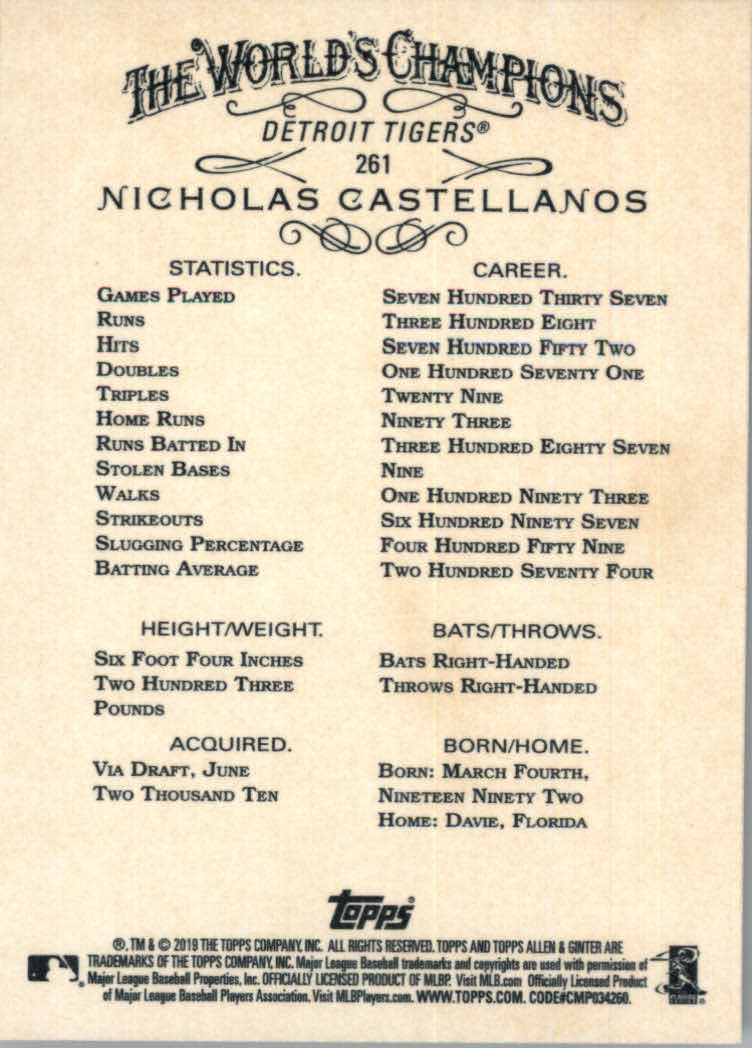 THE WORLD'S CHAMPIONS
DETROIT TIGERS®
261
NICHOLAS CASTELLANOS
STATISTICS. CAREER.
GAMES PLAYED SEVEN HUNDRED THIRTY SEVEN
RUNS THREE HUNDRED EIGHT
HITS SEVEN HUNDRED FIFTY TWO
DOUBLES ONE HUNDRED SEVENTY ONE
TRIPLES TWENTY NINE
HOME RUNS NINETY THREE
RUNS BATTED IN THREE HUNDRED EIGHTY SEVEN
STOLEN BASES NINE
WALKS ONE HUNDRED NINETY THREE
STRIKEOUTS SIX HUNDRED NINETY SEVEN
SLUGGING PERCENTAGE FOUR HUNDRED FIFTY NINE
BATTING AVERAGE TWO HUNDRED SEVENTY FOUR
HEIGHT/WEIGHT.
SIX FOOT FOUR INCHES
TWO HUNDRED THREE
POUNDS
BATS/THROWS.
BATS RIGHT-HANDED
THROWS RIGHT-HANDED
ACQUIRED.
VIA DRAFT, JUNE
TWO THOUSAND TEN
BORN/HOME.
BORN: MARCH FOURTH,
NINETEEN NINETY TWO
HOME: DAVIE, FLORIDA
TOPPS®
®, TM & © 2019 THE TOPPS COMPANY, INC. ALL RIGHTS RESERVED. TOPPS AND TOPPS ALLEN & GINTER ARE
TRADEMARKS OF THE TOPPS COMPANY, INC. Major League Baseball trademarks and copyrights are used with permission of
Major League Baseball Properties, Inc. OFFICIALLY LICENSED PRODUCT OF MLBP. Visit MLB.com Officially Licensed Product
of Major League Baseball Players Association. Visit MLBPlayers.com. WWW.TOPPS.COM. CODE#CMP034260.